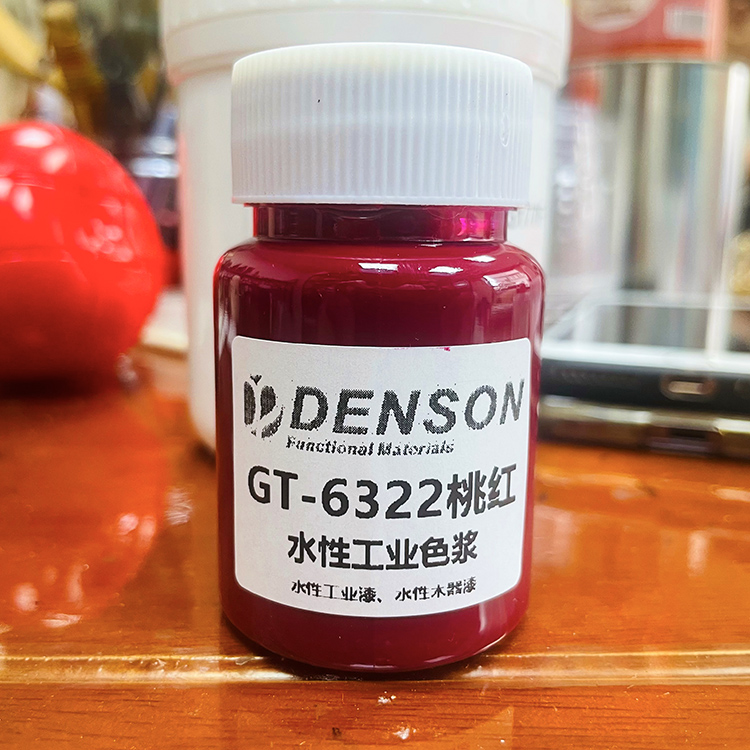 DENSON
Functional Materials
GT-6322桃红
水性工业色浆
水性工业漆、水性木器漆